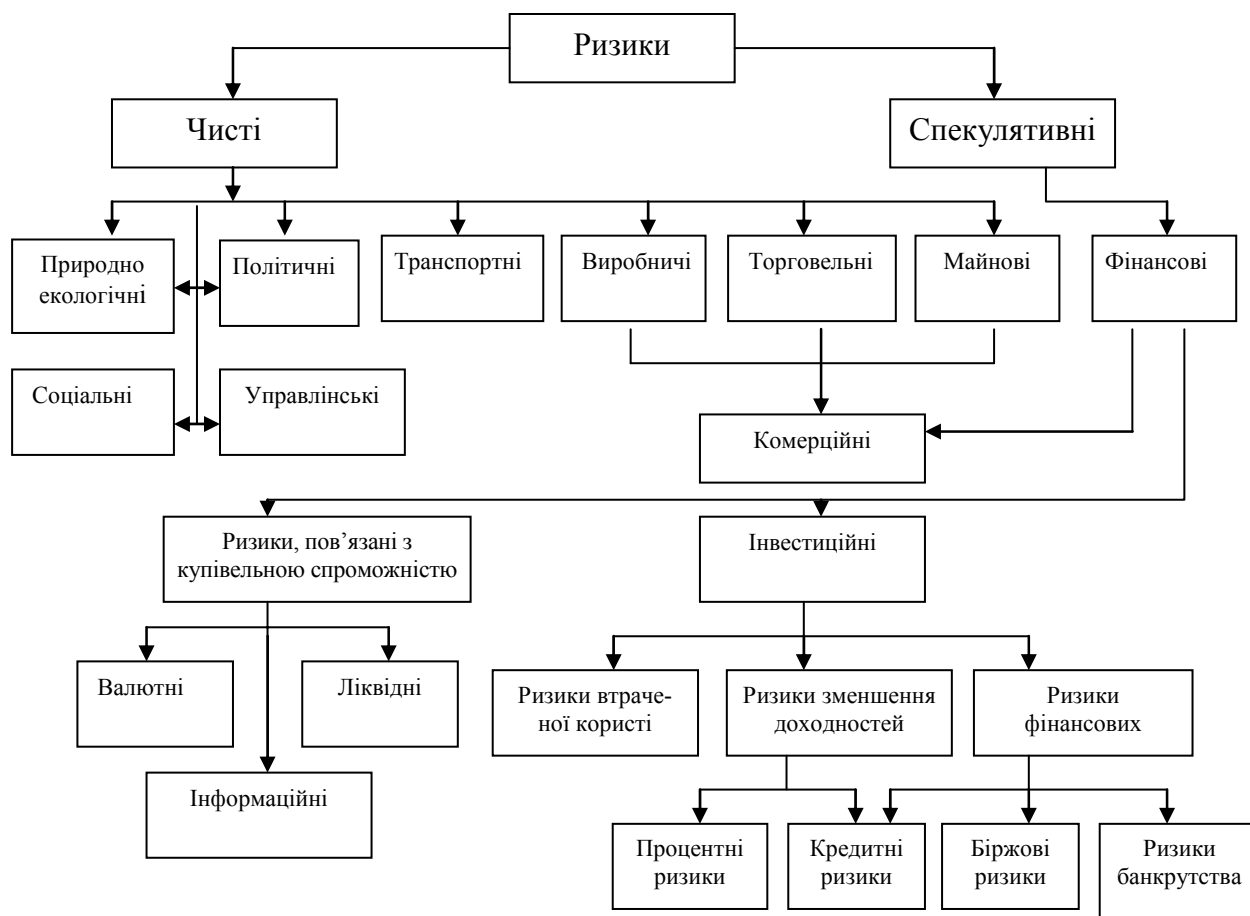 Ризики
Чисті
Спекулятивні
Природно
екологічні
Політичні
Транспортні
Виробничі
Торговельні
Майнові
Фінансові
Соціальні
Управлінські
Комерційні
Ризики, пов’язані з
купівельною спроможністю
Інвестиційні
Валютні
Ліквідні
Ризики втраче-
ної користі
Ризики зменшення
доходностей
Ризики
фінансових
Інформаційні
Процентні
ризики
Кредитні
ризики
Біржові
ризики
Ризики
банкрутства